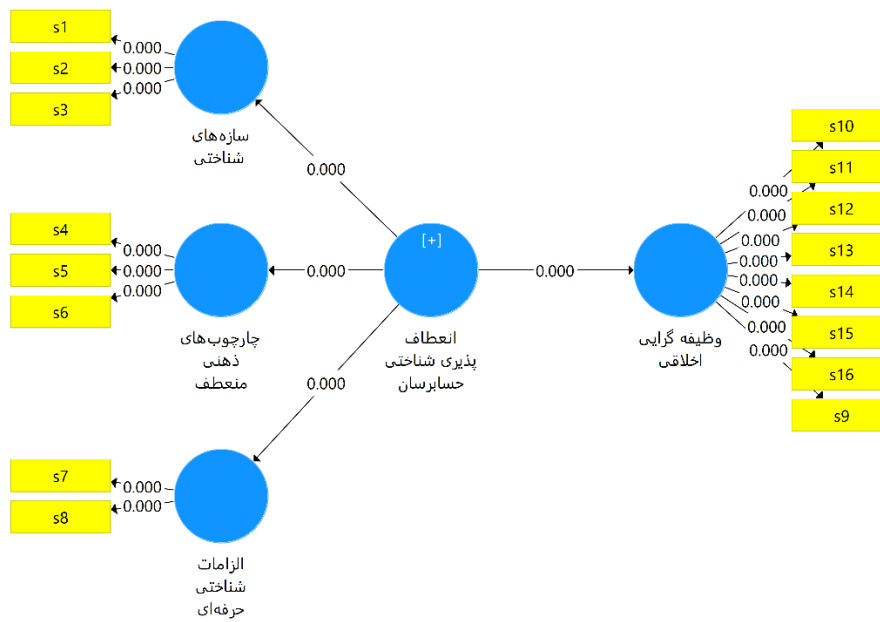 s1
s2
s3
0.000
0.000
0.000
سازه‌های
شناختی
0.000
s4
s5
s6
0.000
0.000
0.000
چارچوب‌های
ذهنی
منعطف
0.000
[+]
انعطاف
پذیری شناختی
حسابرسان
0.000
s7
s8
0.000
0.000
الزامات
شناختی
حرفه‌ای
0.000
وظیفه گرایی
اخلاقی
0.000
0.000
0.000
0.000
0.000
0.000
0.000
0.000
s10
s11
s12
s13
s14
s15
s16
s9